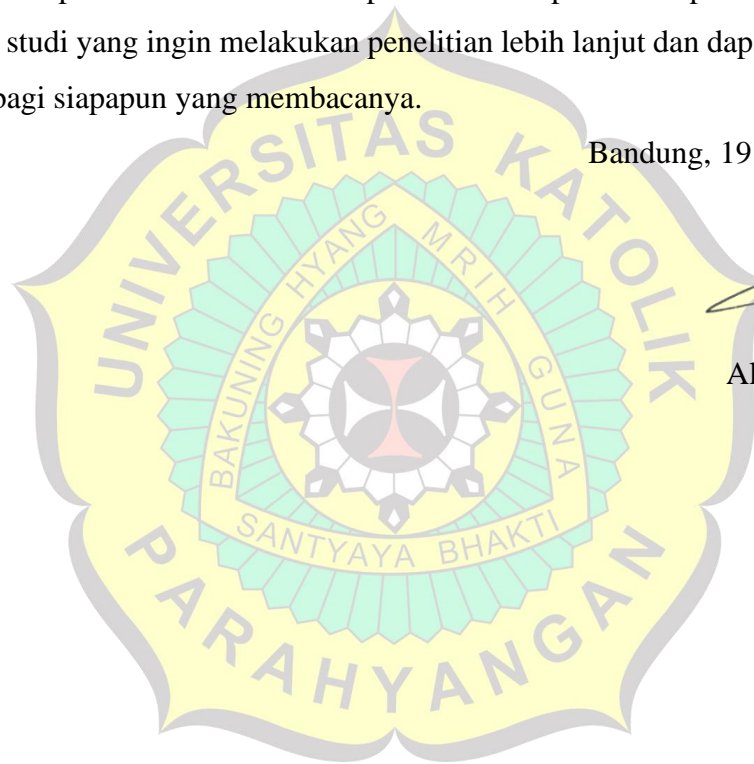 studi yang ingin melakukan penelitian lebih lanjut dan dap
bagi siapapun yang membacanya.
Bandung, 19
UNIVERSITAS KATOLIK
BAKUNING HYANG MRIH GUNA
SANTYAYA BHAKTI
PARAHYANGAN